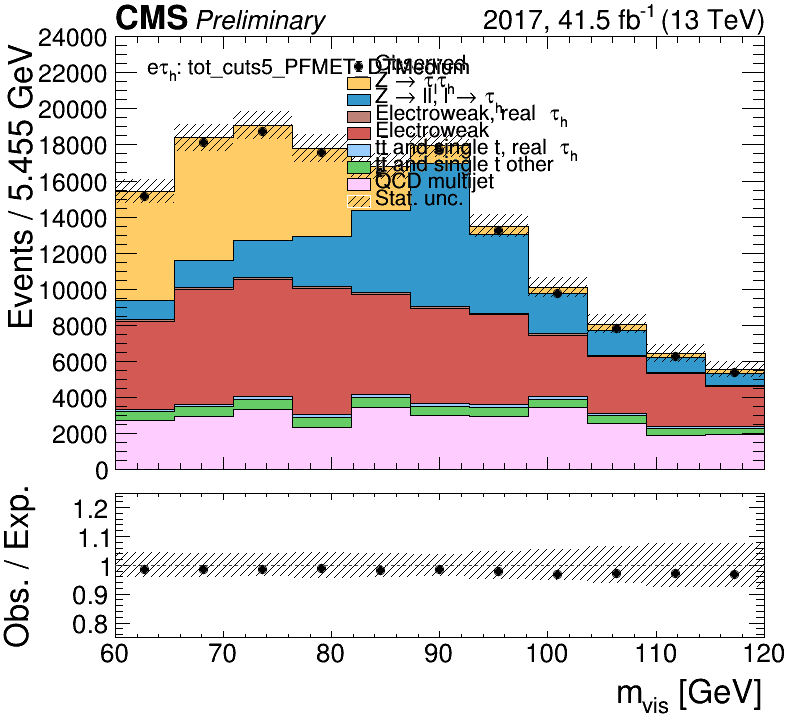 CMS Preliminary 2017, 41.5 fb⁻¹ (13 TeV)
Events / 5.455 GeV
24000
22000
20000
18000
16000
14000
12000
10000
8000
6000
4000
2000
0
eτh: tot_cuts5_PFMET_
Medium
Observed
Z → τlτh
Z → ll, l → τh
Electroweak, real τh
Electroweak
tt and single t, real τh
tt and single t other
QCD multijet
Stat. unc.
Obs. / Exp.
1.2
1.1
1
0.9
0.8
60 70 80 90 100 110 120
mvis [GeV]